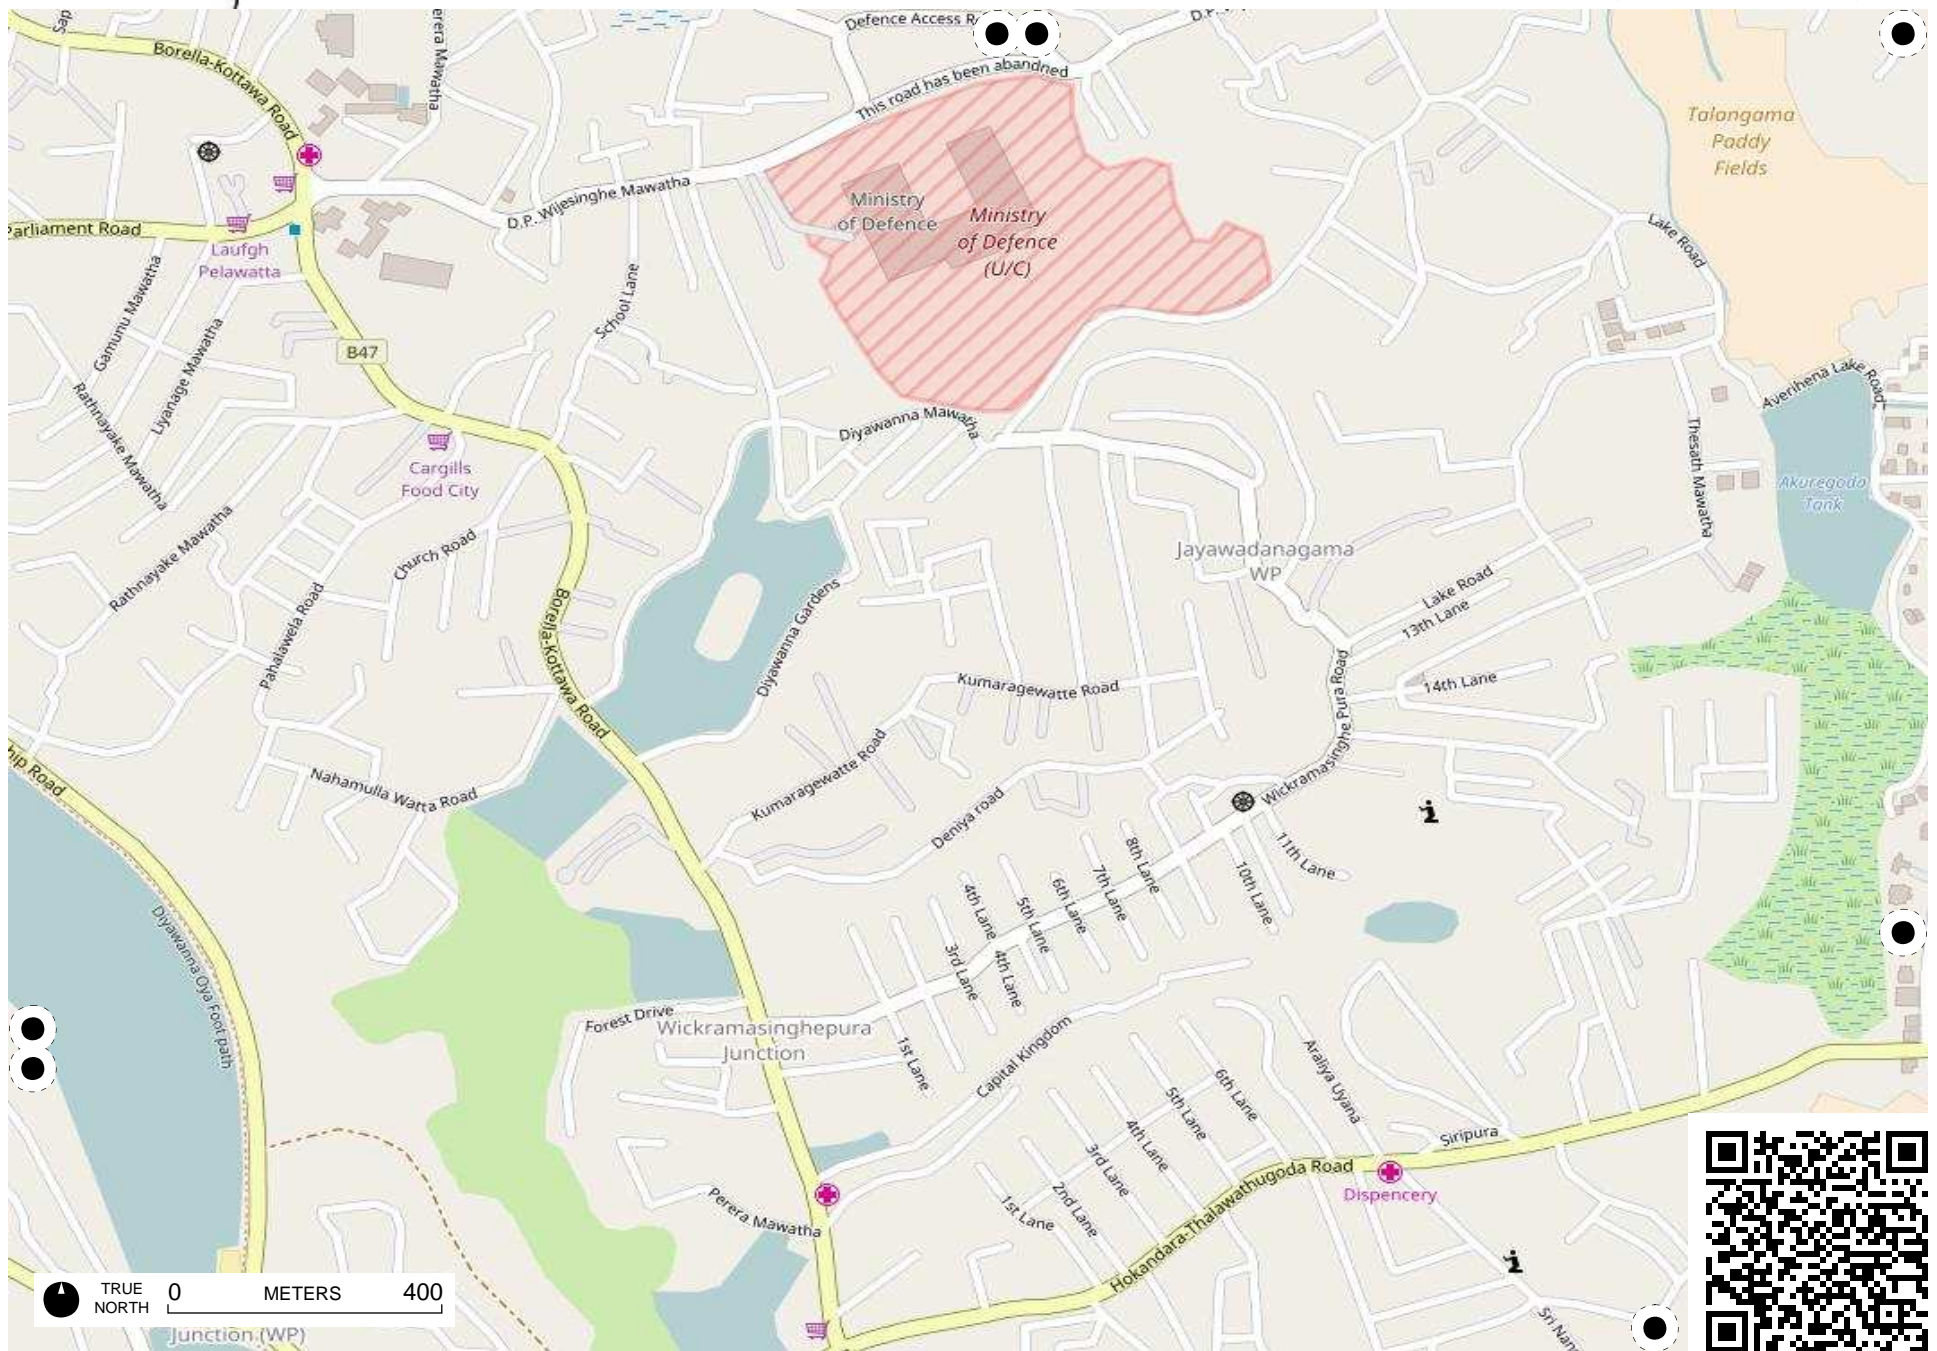 Defence Access R
D.P.
Borella-Kottawa Road
erera Mawatha
This road has been abandned
Talangama
Paddy
Fields
Ministry
of Defence
Ministry
of Defence
(U/C)
D.P. Wijesinghe Mawatha
Parliament Road
Lake Road
Laufgh
Pelawatta
School Lane
Gamunu Mawatha
Liyanage Mawatha
B47
Averihena Lake Road
Rathnayake Mawatha
Diyawanna Mawatha
Thesath Mawatha
Cargills
Food City
Akuregoda
Tank
Rathnayake Mawatha
Church Road
Jayawadanagama
WP
Lake Road
13th Lane
Pahalawela Road
Borella-Kottawa Road
Diyawanna Gardens
Kumaragewatte Road
14th Lane
Wickramasinghe Pura Road
hip Road
Nahamulla Watta Road
Kumaragewatte Road
Deniya road
8th Lane
11th Lane
7th Lane
10th Lane
6th Lane
5th Lane
4th Lane
3rd Lane
4th Lane
Diyawanna Oya Foot path
Forest Drive
Wickramasinghepura
Junction
1st Lane
Capital Kingdom
Araliya Uyana
6th Lane
5th Lane
4th Lane
3rd Lane
2nd Lane
1st Lane
Siripura
Hokandara-Thalawathugoda Road
Dispencery
Perera Mawatha
Sri Nan
TRUE
NORTH
0 METERS 400
Junction (WP)